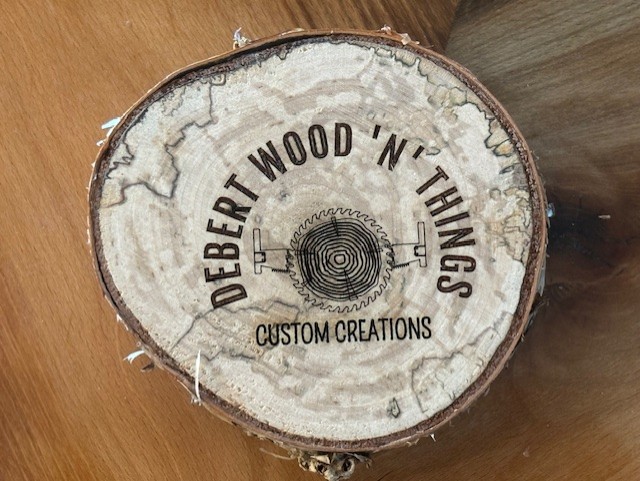 DEBERT WOOD 'N' THINGS
CUSTOM CREATIONS